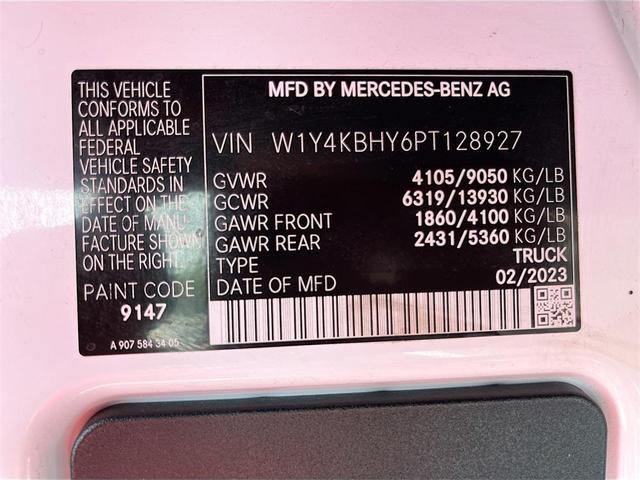 THIS VEHICLE
CONFORMS TO
ALL APPLICABLE
FEDERAL
VEHICLE SAFETY
STANDARDS IN
EFFECT ON THE
DATE OF MANU
FACTURE SHOWN
ON THE RIGHT.
PAINT CODE
9147
A 907 584 34 05
MFD BY MERCEDES-BENZ AG
VIN W1Y4KBHY6PT128927
GVWR 4105/9050 KG/LB
GCWR 6319/13930 KG/LB
GAWR FRONT 1860/4100 KG/LB
GAWR REAR 2431/5360 KG/LB
TYPE TRUCK
DATE OF MFD 02/2023